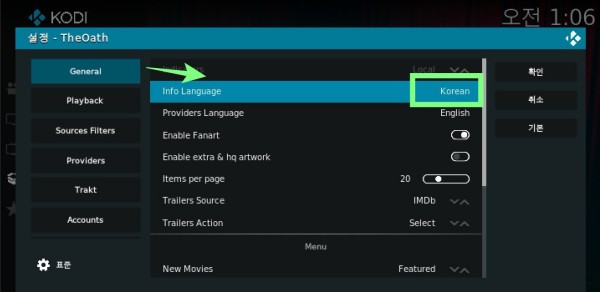 KODI
오전 1:06
설정 - TheOath
General
Playback
Sources Filters
Providers
Trakt
Accounts
표준
Local
Info Language Korean
Providers Language English
Enable Fanart
Enable extra & hq artwork
Items per page 20
Trailers Source IMDb
Trailers Action Select
Menu
New Movies Featured
확인
취소
기본